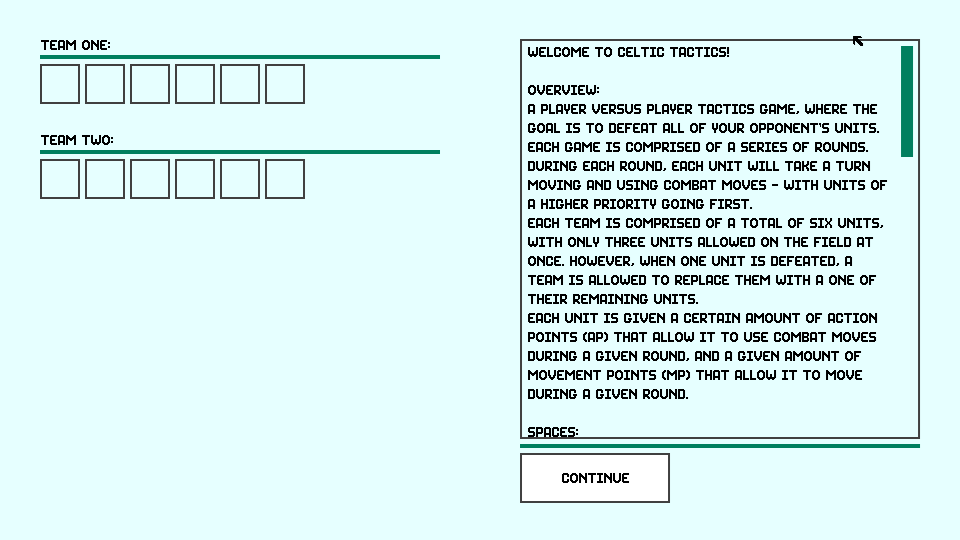 TEAM ONE:
TEAM TWO:
WELCOME TO CELTIC TACTICS!
OVERVIEW:
A PLAYER VERSUS PLAYER TACTICS GAME, WHERE THE
GOAL IS TO DEFEAT ALL OF YOUR OPPONENT'S UNITS.
EACH GAME IS COMPRISED OF A SERIES OF ROUNDS.
DURING EACH ROUND, EACH UNIT WILL TAKE A TURN
MOVING AND USING COMBAT MOVES - WITH UNITS OF
A HIGHER PRIORITY GOING FIRST.
EACH TEAM IS COMPRISED OF A TOTAL OF SIX UNITS,
WITH ONLY THREE UNITS ALLOWED ON THE FIELD AT
ONCE. HOWEVER, WHEN ONE UNIT IS DEFEATED, A
TEAM IS ALLOWED TO REPLACE THEM WITH A ONE OF
THEIR REMAINING UNITS.
EACH UNIT IS GIVEN A CERTAIN AMOUNT OF ACTION
POINTS (AP) THAT ALLOW IT TO USE COMBAT MOVES
DURING A GIVEN ROUND, AND A GIVEN AMOUNT OF
MOVEMENT POINTS (MP) THAT ALLOW IT TO MOVE
DURING A GIVEN ROUND.
SPACES:
CONTINUE